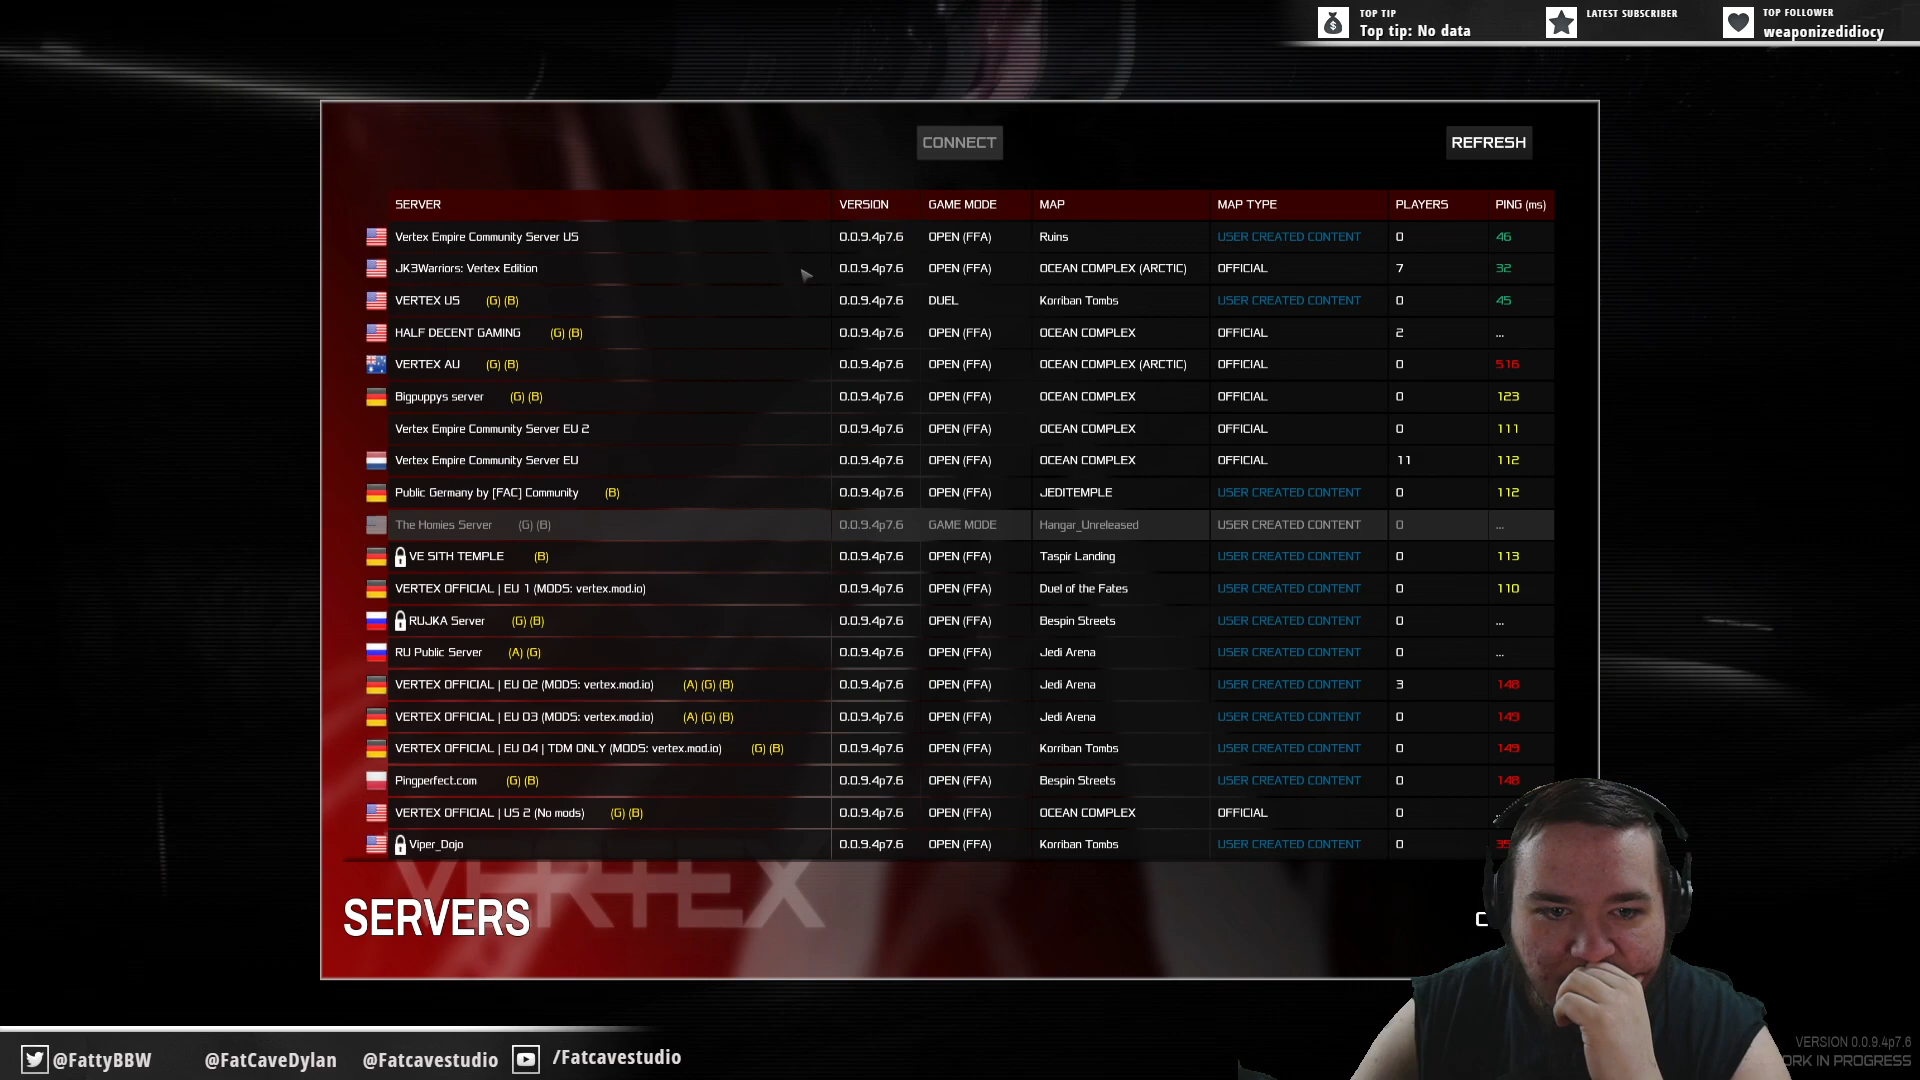 TOP TIP
Top tip: No data
LATEST SUBSCRIBER
TOP FOLLOWER
weaponizedidiocy
CONNECT
REFRESH
SERVER VERSION GAME MODE MAP MAP TYPE PLAYERS PING (ms)
Vertex Empire Community Server US 0.0.9.4p7.6 OPEN (FFA) Ruins USER CREATED CONTENT 0 46
JK3Warriors: Vertex Edition 0.0.9.4p7.6 OPEN (FFA) OCEAN COMPLEX (ARCTIC) OFFICIAL 7 32
VERTEX US (G) (B) 0.0.9.4p7.6 DUEL Korriban Tombs USER CREATED CONTENT 0 45
HALF DECENT GAMING (G) (B) 0.0.9.4p7.6 OPEN (FFA) OCEAN COMPLEX OFFICIAL 2 ...
VERTEX AU (G) (B) 0.0.9.4p7.6 OPEN (FFA) OCEAN COMPLEX (ARCTIC) OFFICIAL 0 516
Bigpuppys server (G) (B) 0.0.9.4p7.6 OPEN (FFA) OCEAN COMPLEX OFFICIAL 0 123
Vertex Empire Community Server EU 2 0.0.9.4p7.6 OPEN (FFA) OCEAN COMPLEX OFFICIAL 0 111
Vertex Empire Community Server EU 0.0.9.4p7.6 OPEN (FFA) OCEAN COMPLEX OFFICIAL 11 112
Public Germany by [FAC] Community (B) 0.0.9.4p7.6 OPEN (FFA) JEDITEMPLE USER CREATED CONTENT 0 112
The Homies Server (G) (B) 0.0.9.4p7.6 GAME MODE Hangar_Unreleased USER CREATED CONTENT 0 ...
VE SITH TEMPLE (B) 0.0.9.4p7.6 OPEN (FFA) Taspir Landing USER CREATED CONTENT 0 113
VERTEX OFFICIAL | EU 1 (MODS: vertex.mod.io) 0.0.9.4p7.6 OPEN (FFA) Duel of the Fates USER CREATED CONTENT 0 110
RUJKA Server (G) (B) 0.0.9.4p7.6 OPEN (FFA) Bespin Streets USER CREATED CONTENT 0 ...
RU Public Server (A) (G) 0.0.9.4p7.6 OPEN (FFA) Jedi Arena USER CREATED CONTENT 0 ...
VERTEX OFFICIAL | EU 02 (MODS: vertex.mod.io) (A) (G) (B) 0.0.9.4p7.6 OPEN (FFA) Jedi Arena USER CREATED CONTENT 3 148
VERTEX OFFICIAL | EU 03 (MODS: vertex.mod.io) (A) (G) (B) 0.0.9.4p7.6 OPEN (FFA) Jedi Arena USER CREATED CONTENT 0 149
VERTEX OFFICIAL | EU 04 | TDM ONLY (MODS: vertex.mod.io) (G) (B) 0.0.9.4p7.6 OPEN (FFA) Korriban Tombs USER CREATED CONTENT 0 149
Pingperfect.com (G) (B) 0.0.9.4p7.6 OPEN (FFA) Bespin Streets USER CREATED CONTENT 0 148
VERTEX OFFICIAL | US 2 (No mods) (G) (B) 0.0.9.4p7.6 OPEN (FFA) OCEAN COMPLEX OFFICIAL 0
Viper_Dojo 0.0.9.4p7.6 OPEN (FFA) Korriban Tombs USER CREATED CONTENT 0
VERTEX
SERVERS
@FattyBBW @FatCaveDylan @Fatcavestudio /Fatcavestudio
VERSION 0.0.9.4p7.6
IN PROGRESS